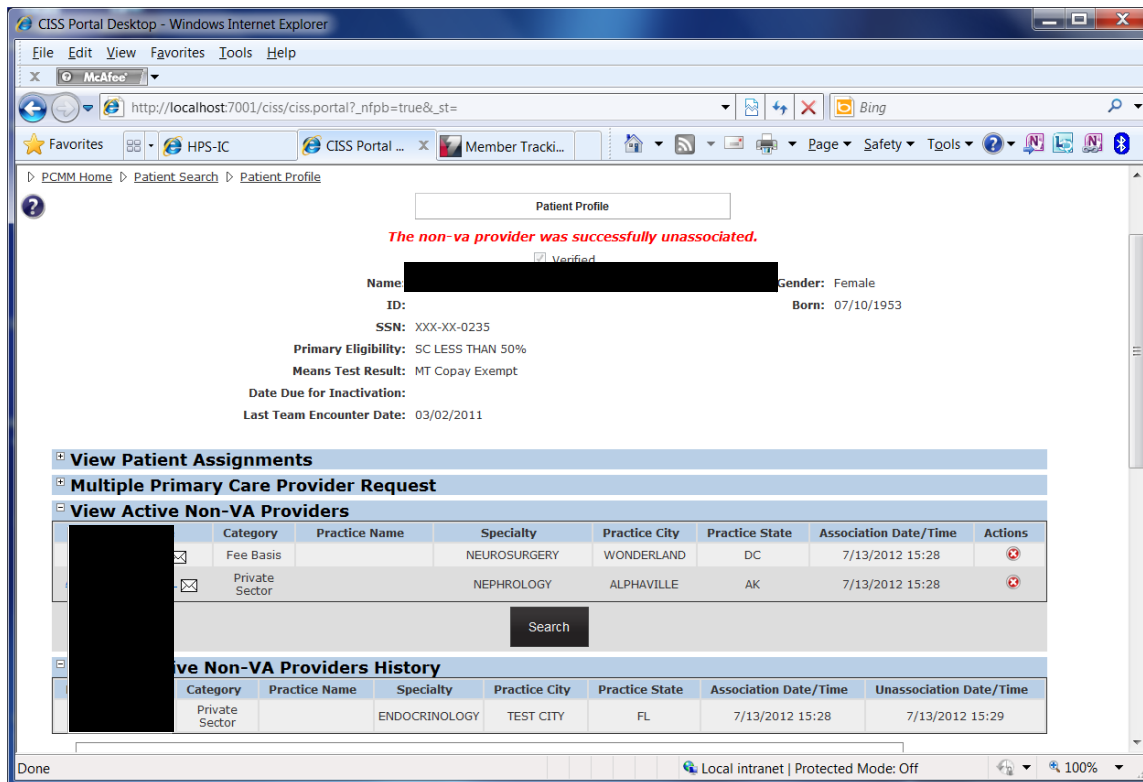 CISS Portal Desktop - Windows Internet Explorer
File Edit View Favorites Tools Help
X McAfee
http://localhost:7001/ciss/ciss.portal?_nfpb=true&_st= Bing
Favorites HPS-IC CISS Portal ... X Member Tracki... Page Safety Tools
PCMM Home Patient Search Patient Profile
Patient Profile
The non-va provider was successfully unassociated.
Verified
Name: Gender: Female
ID: Born: 07/10/1953
SSN: XXX-XX-0235
Primary Eligibility: SC LESS THAN 50%
Means Test Result: MT Copay Exempt
Date Due for Inactivation:
Last Team Encounter Date: 03/02/2011
View Patient Assignments
Multiple Primary Care Provider Request
View Active Non-VA Providers
Category Practice Name Specialty Practice City Practice State Association Date/Time Actions
Fee Basis NEUROSURGERY WONDERLAND DC 7/13/2012 15:28
Private Sector NEPHROLOGY ALPHAVILLE AK 7/13/2012 15:28
Search
ive Non-VA Providers History
Category Practice Name Specialty Practice City Practice State Association Date/Time Unassociation Date/Time
Private Sector ENDOCRINOLOGY TEST CITY FL 7/13/2012 15:28 7/13/2012 15:29
Done Local intranet | Protected Mode: Off 100%